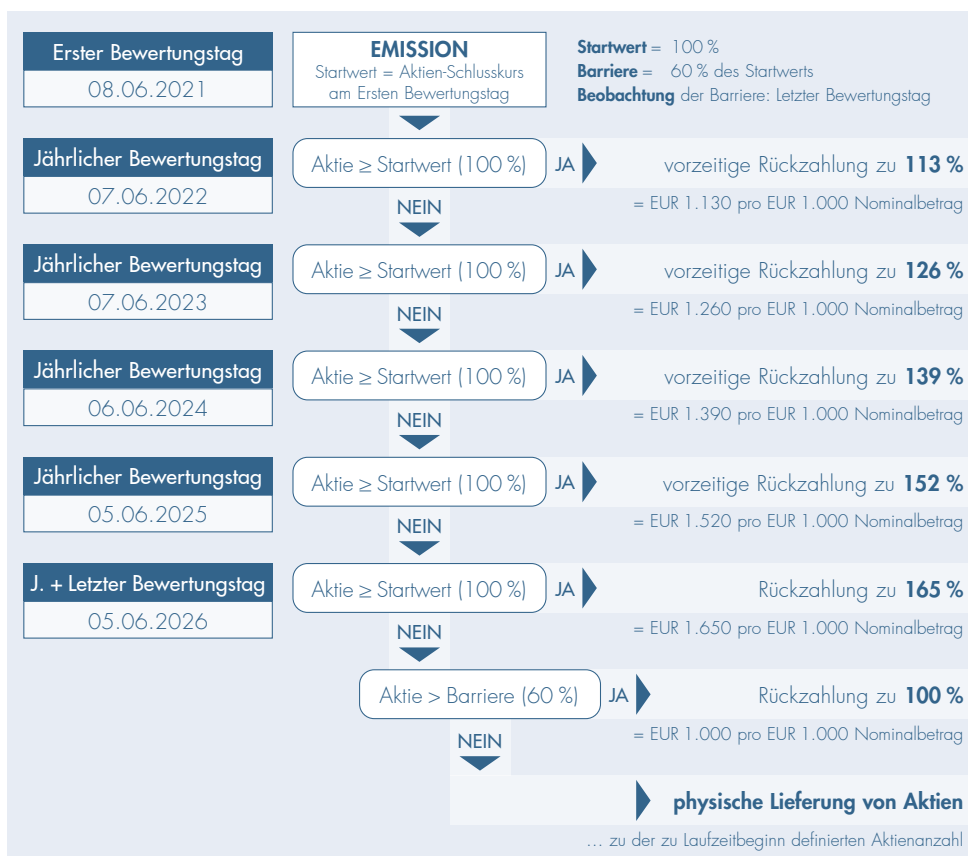 Erster Bewertungstag
08.06.2021
EMISSION
Startwert = Aktien-Schlusskurs
am Ersten Bewertungstag
Startwert = 100 %
Barriere = 60 % des Startwerts
Beobachtung der Barriere: Letzter Bewertungstag
Jährlicher Bewertungstag
07.06.2022
Aktie ≥ Startwert (100 %)
JA
vorzeitige Rückzahlung zu 113 %
= EUR 1.130 pro EUR 1.000 Nominalbetrag
NEIN
Jährlicher Bewertungstag
07.06.2023
Aktie ≥ Startwert (100 %)
JA
vorzeitige Rückzahlung zu 126 %
= EUR 1.260 pro EUR 1.000 Nominalbetrag
NEIN
Jährlicher Bewertungstag
06.06.2024
Aktie ≥ Startwert (100 %)
JA
vorzeitige Rückzahlung zu 139 %
= EUR 1.390 pro EUR 1.000 Nominalbetrag
NEIN
Jährlicher Bewertungstag
05.06.2025
Aktie ≥ Startwert (100 %)
JA
vorzeitige Rückzahlung zu 152 %
= EUR 1.520 pro EUR 1.000 Nominalbetrag
NEIN
J. + Letzter Bewertungstag
05.06.2026
Aktie ≥ Startwert (100 %)
JA
Rückzahlung zu 165 %
= EUR 1.650 pro EUR 1.000 Nominalbetrag
NEIN
Aktie > Barriere (60 %)
JA
Rückzahlung zu 100 %
= EUR 1.000 pro EUR 1.000 Nominalbetrag
NEIN
physische Lieferung von Aktien
... zu der zu Laufzeitbeginn definierten Aktienanzahl